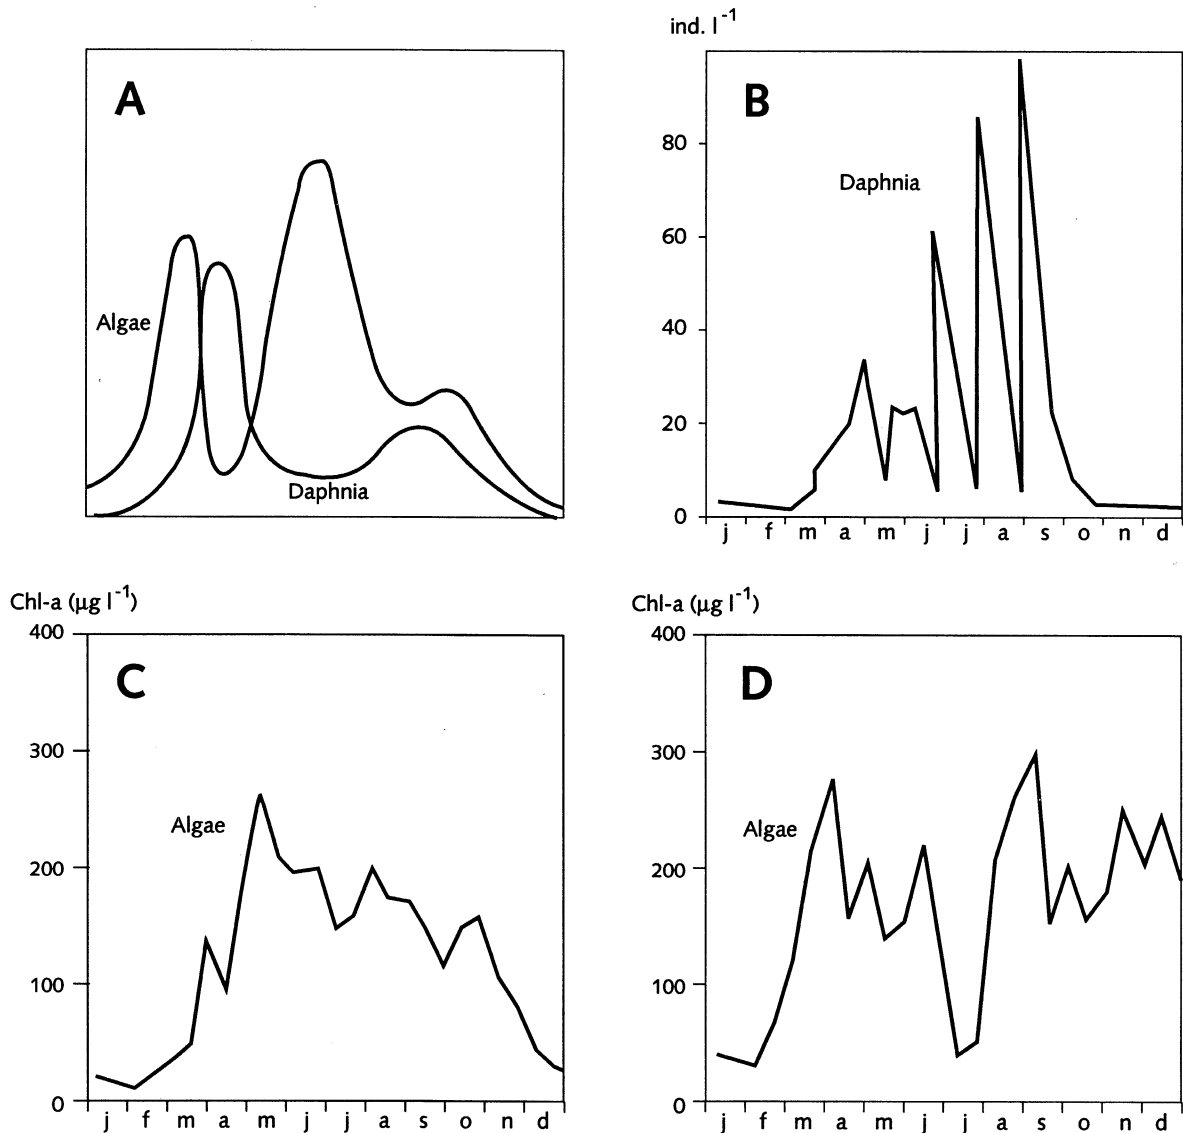 A
Algae
Daphnia
ind. l⁻¹
B
Daphnia
80
60
40
20
0
j f m a m j j a s o n d
Chl-a (μg l⁻¹)
400
C
300
Algae
200
100
0
j f m a m j j a s o n d
Chl-a (μg l⁻¹)
400
D
300
Algae
200
100
0
j f m a m j j a s o n d